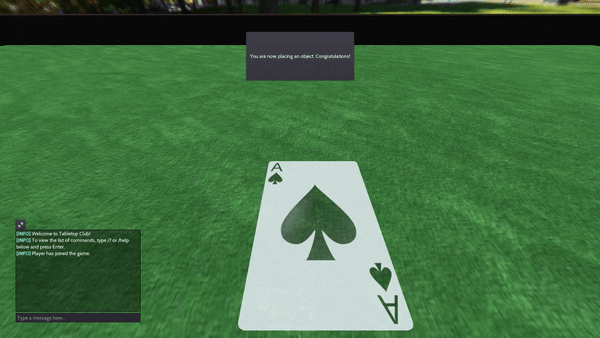 You are now placing an object. Congratulations!
A
[INFO] Welcome to Tabletop Club!
[INFO] To view the list of commands, type /? or /help
below and press Enter.
[INFO] Player has joined the game.
A
Type a message here...